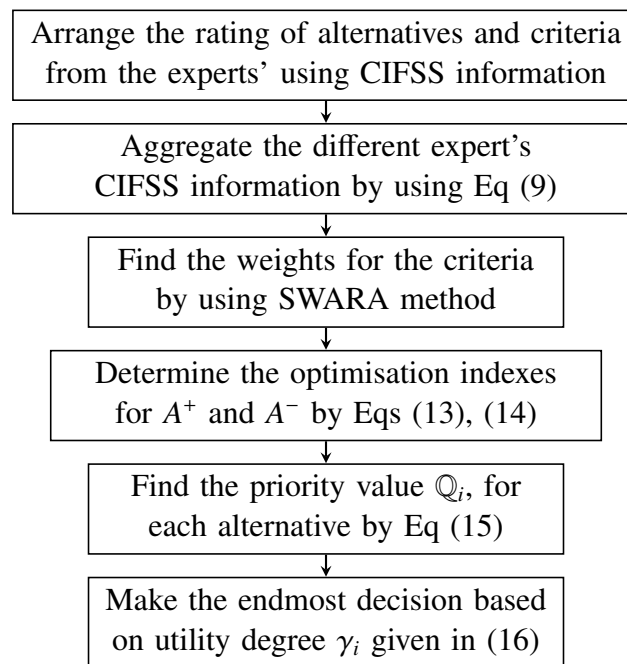 Arrange the rating of alternatives and criteria
from the experts’ using CIFSS information
Aggregate the different expert’s
CIFSS information by using Eq (9)
Find the weights for the criteria
by using SWARA method
Determine the optimisation indexes
for A⁺ and A⁻ by Eqs (13), (14)
Find the priority value ℚᵢ, for
each alternative by Eq (15)
Make the endmost decision based
on utility degree γᵢ given in (16)